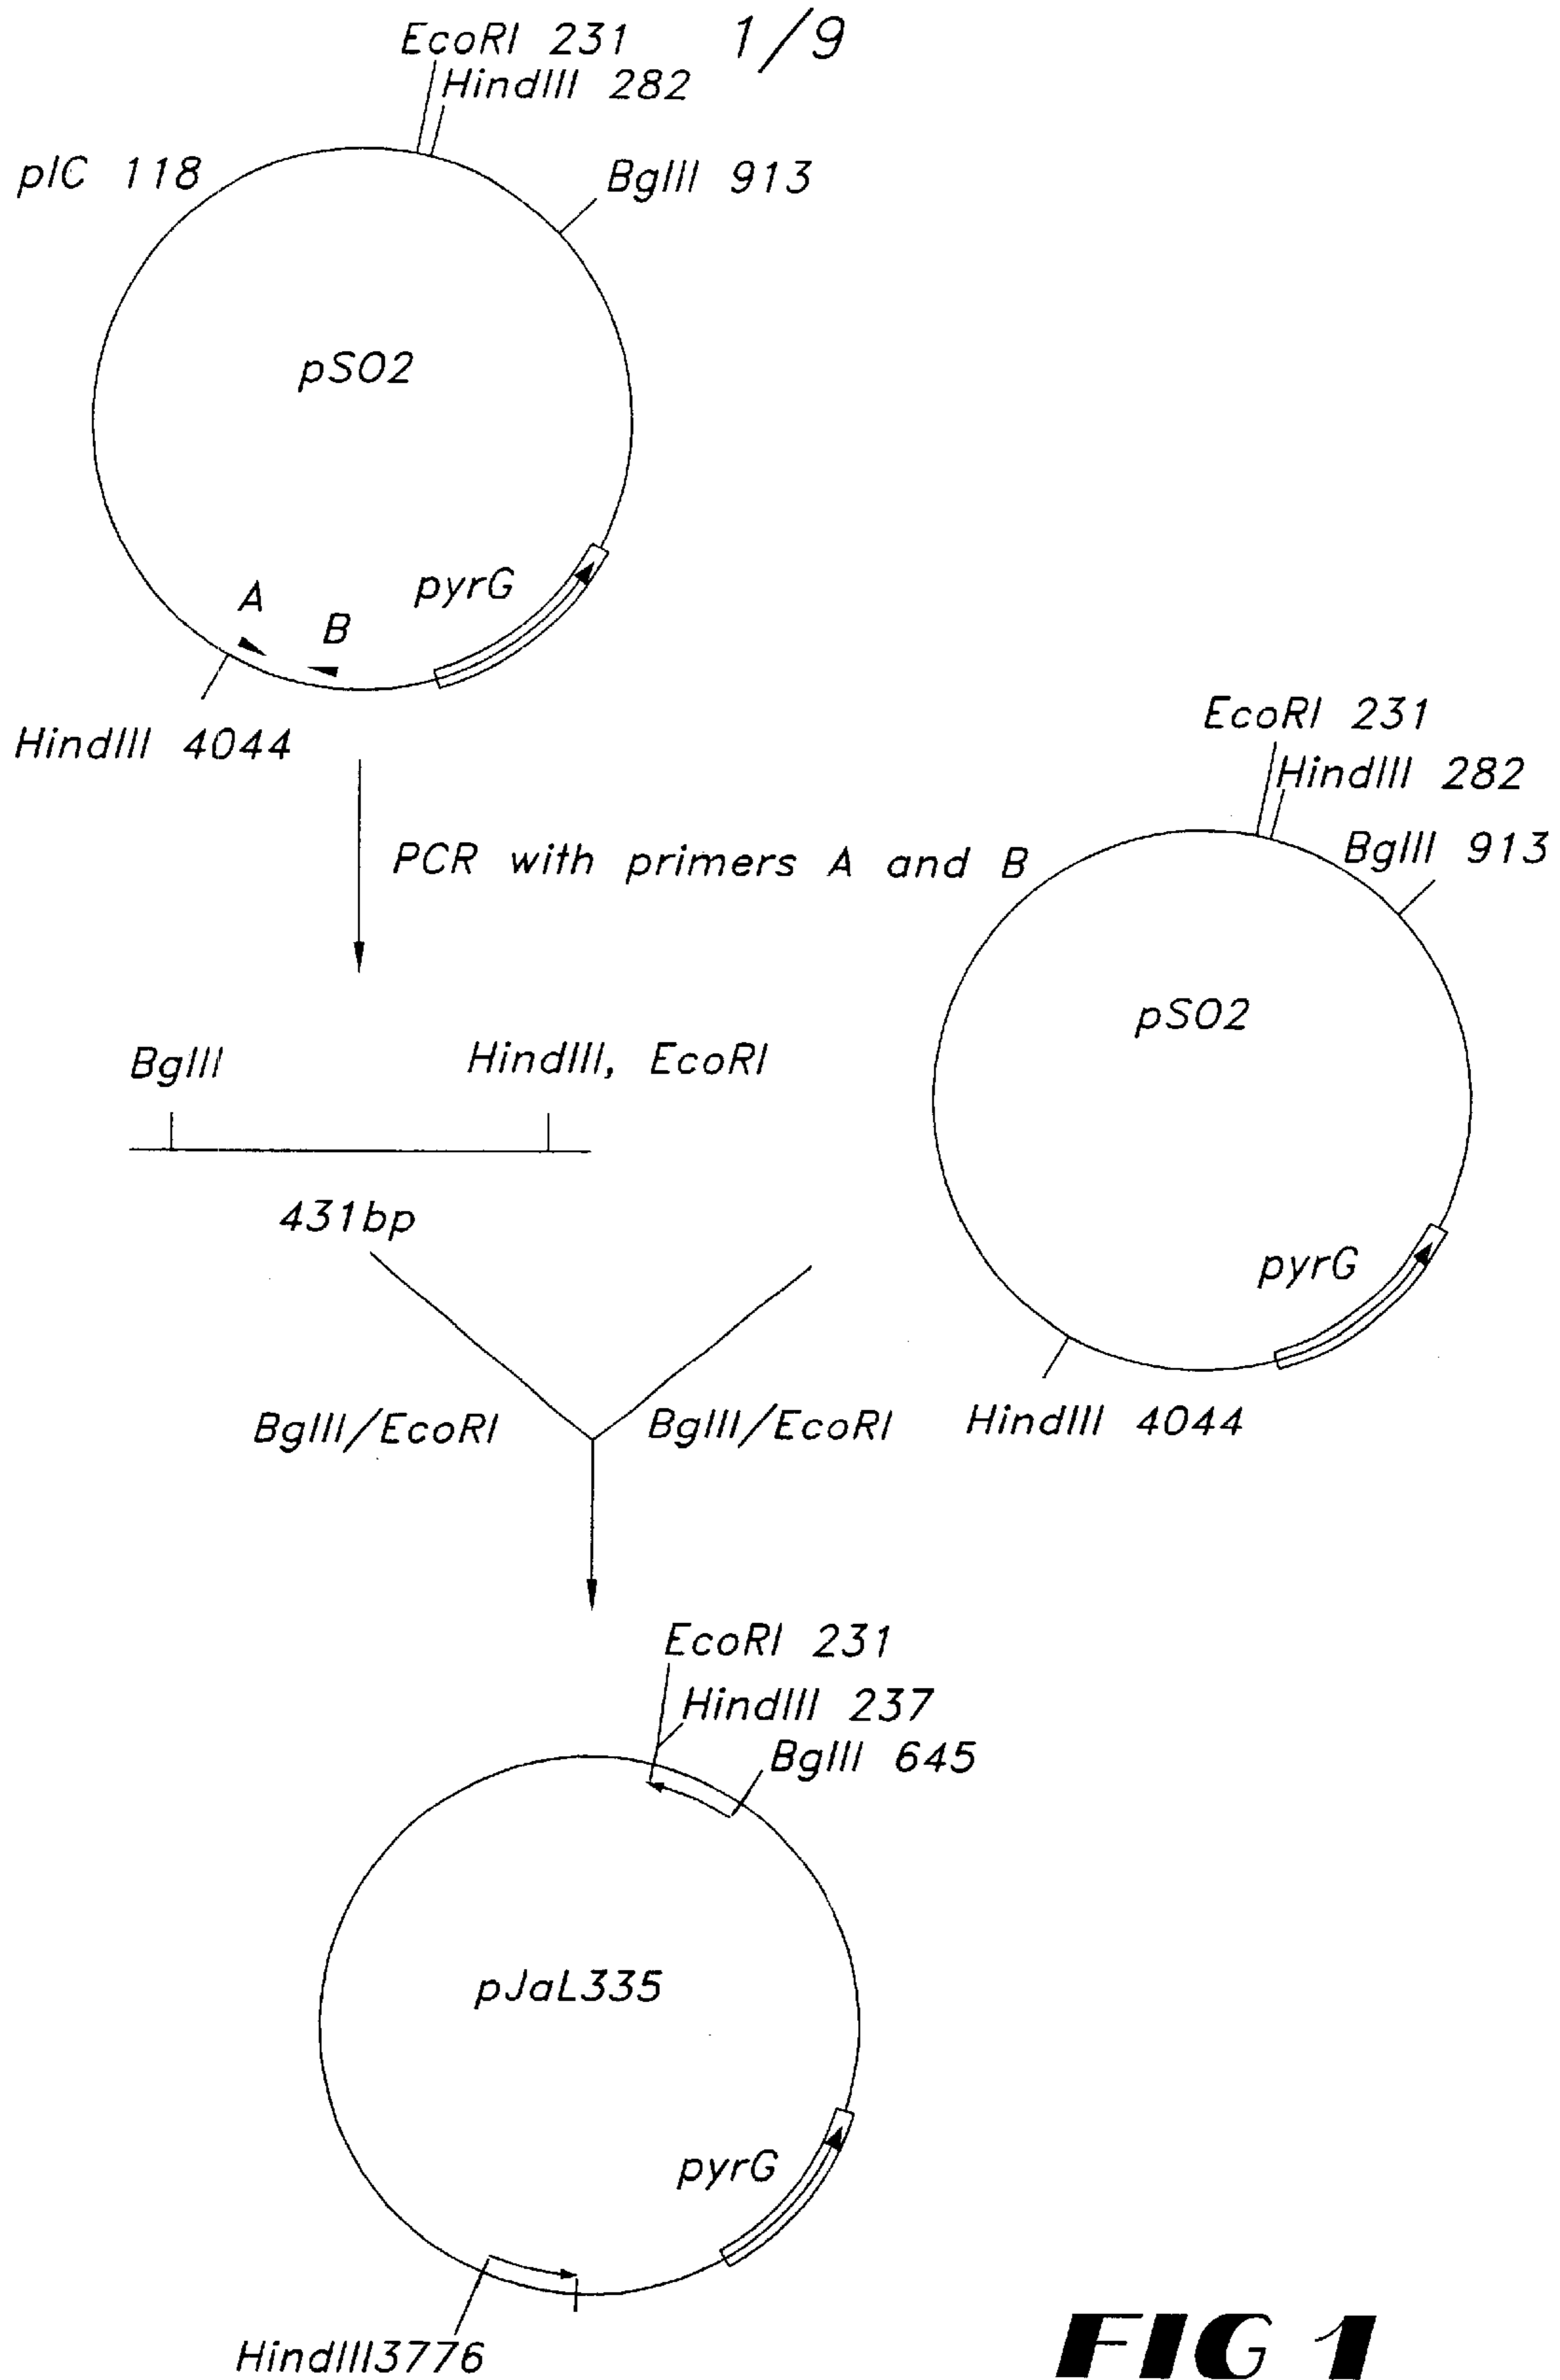 1/9
EcoRI 231
HindIII 282
pIC 118
BglII 913
pSO2
A
B
pyrG
HindIII 4044
PCR with primers A and B
EcoRI 231
HindIII 282
BglII 913
pSO2
pyrG
HindIII 4044
BglII
HindIII, EcoRI
431bp
BglII/EcoRI
BglII/EcoRI
EcoRI 231
HindIII 237
BglII 645
pJaL335
pyrG
HindIII3776
FIG 1